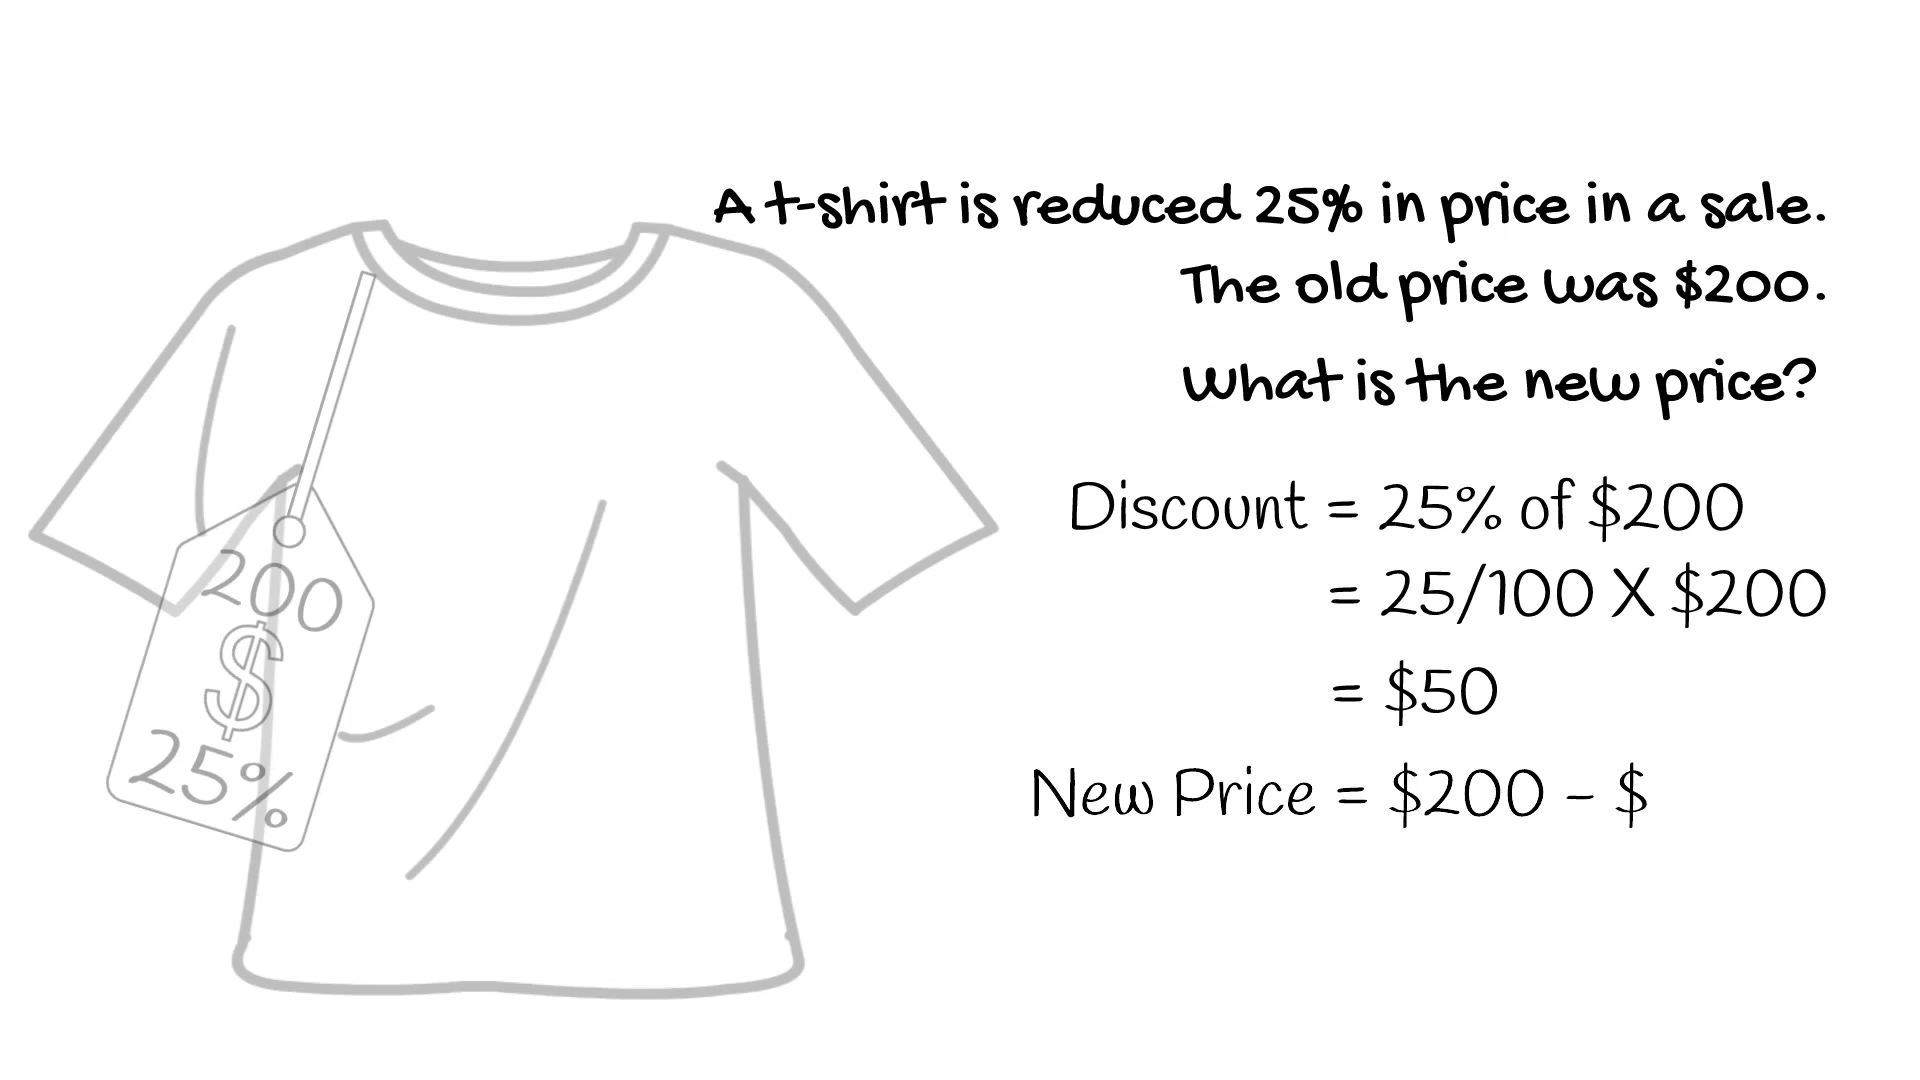 A t-shirt is reduced 25% in price in a sale.
The old price was $200.
What is the new price?
Discount = 25% of $200
= 25/100 X $200
= $50
New Price = $200 - $
200
$
25%